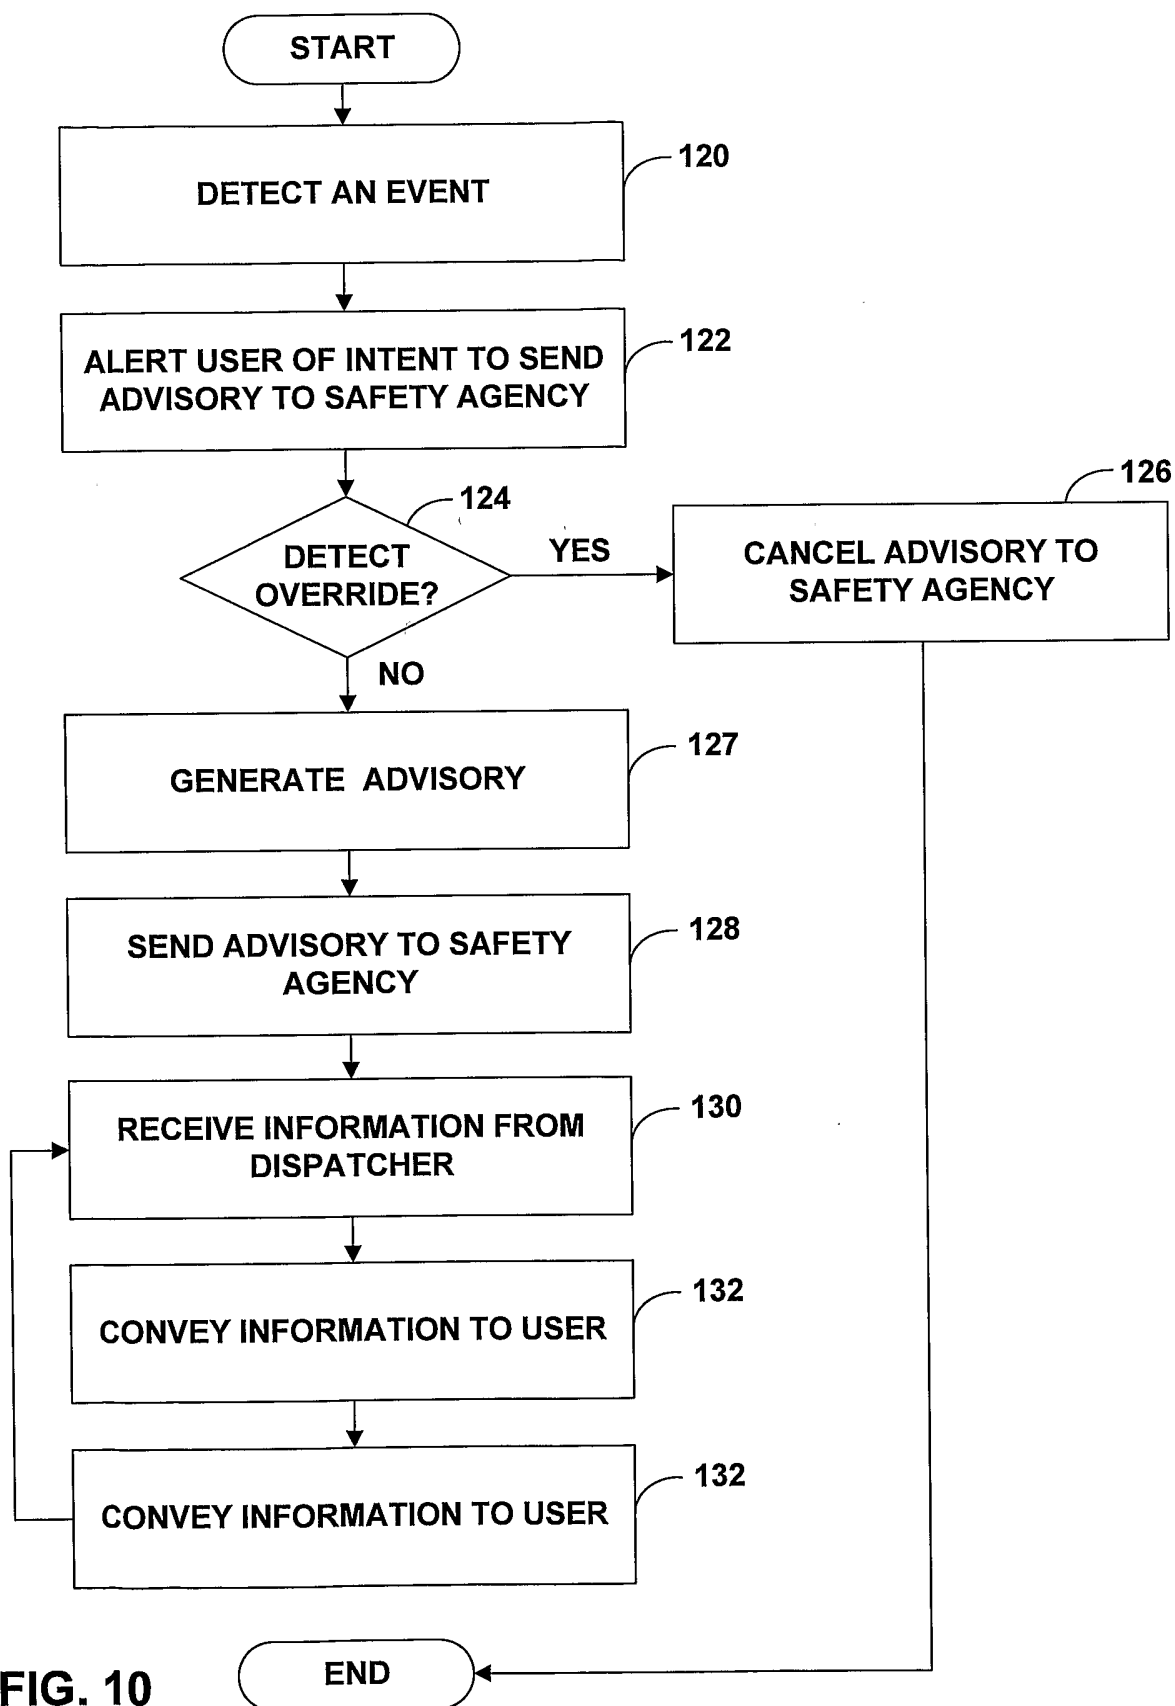 START
DETECT AN EVENT
120
ALERT USER OF INTENT TO SEND
ADVISORY TO SAFETY AGENCY
122
DETECT
OVERRIDE?
124
YES
CANCEL ADVISORY TO
SAFETY AGENCY
126
NO
GENERATE ADVISORY
127
SEND ADVISORY TO SAFETY
AGENCY
128
RECEIVE INFORMATION FROM
DISPATCHER
130
CONVEY INFORMATION TO USER
132
CONVEY INFORMATION TO USER
132
END
FIG. 10